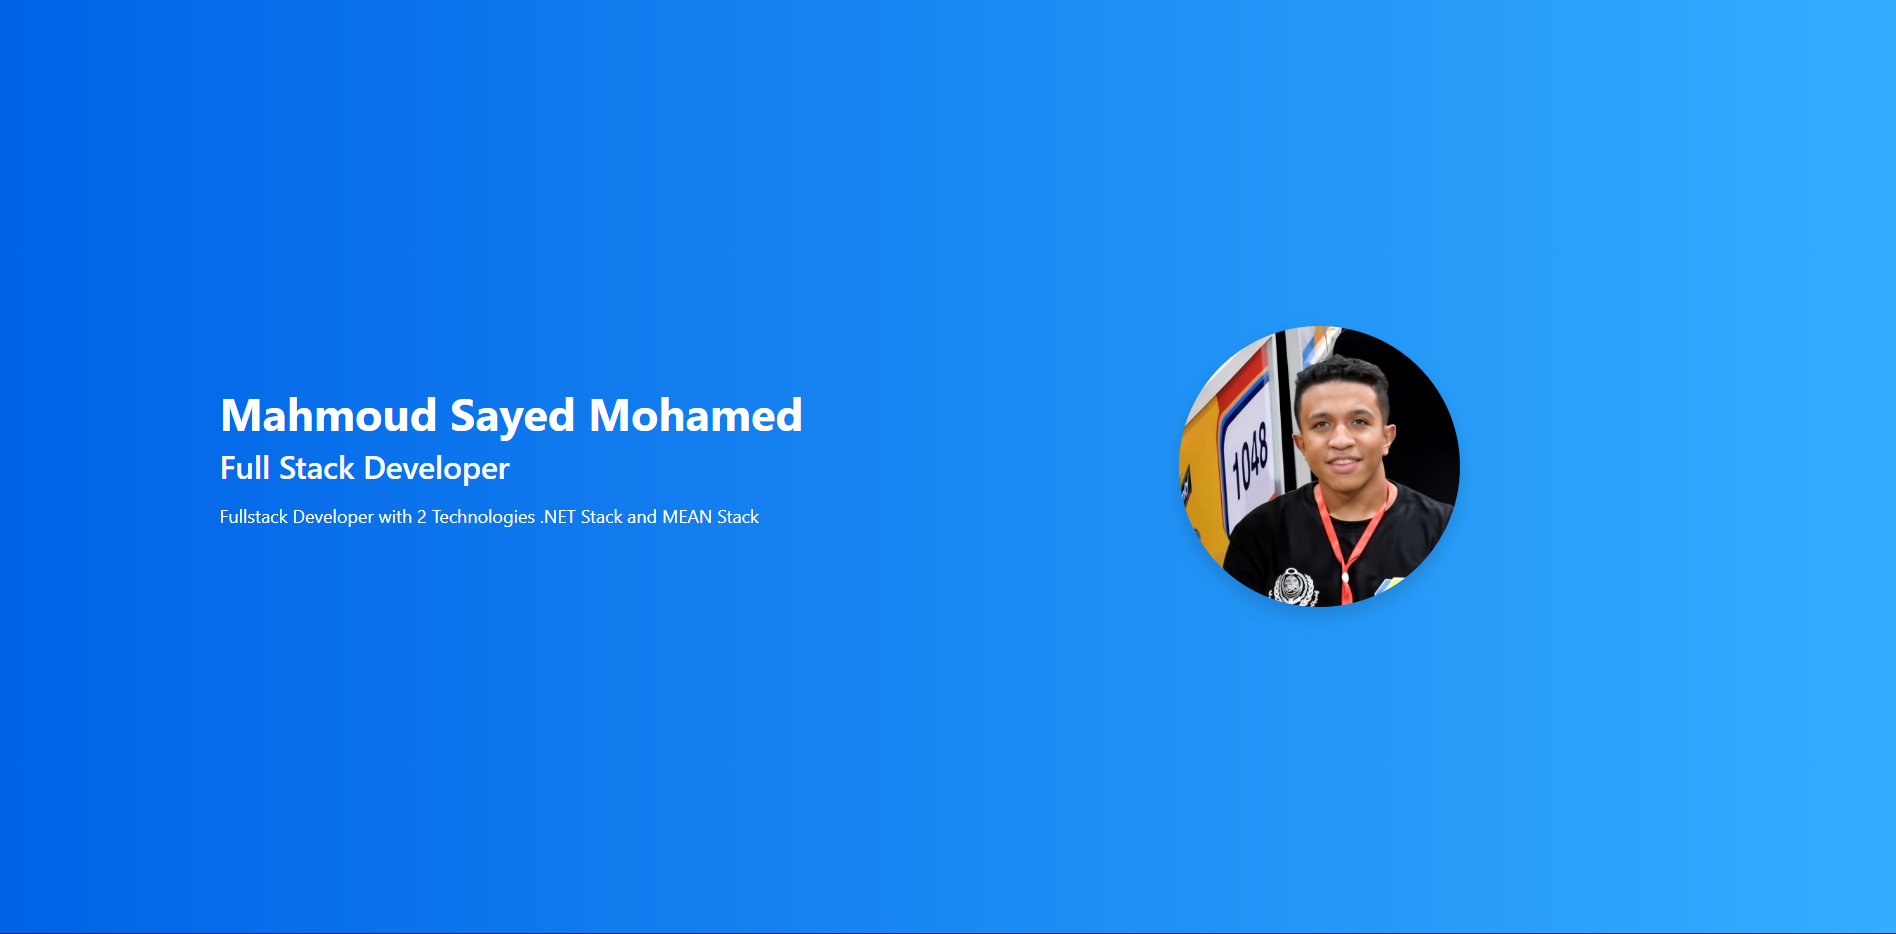 Mahmoud Sayed Mohamed
Full Stack Developer
Fullstack Developer with 2 Technologies .NET Stack and MEAN Stack
1048